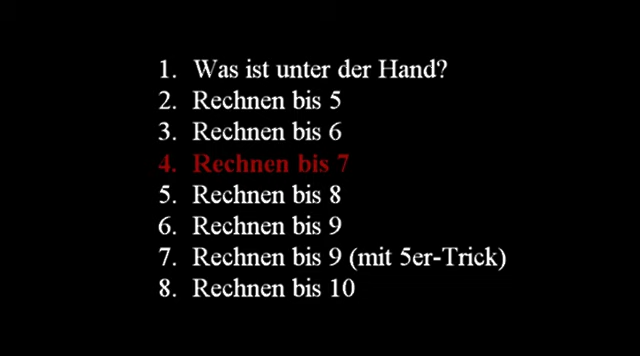 1. Was ist unter der Hand?
2. Rechnen bis 5
3. Rechnen bis 6
4. Rechnen bis 7
5. Rechnen bis 8
6. Rechnen bis 9
7. Rechnen bis 9 (mit 5er-Trick)
8. Rechnen bis 10